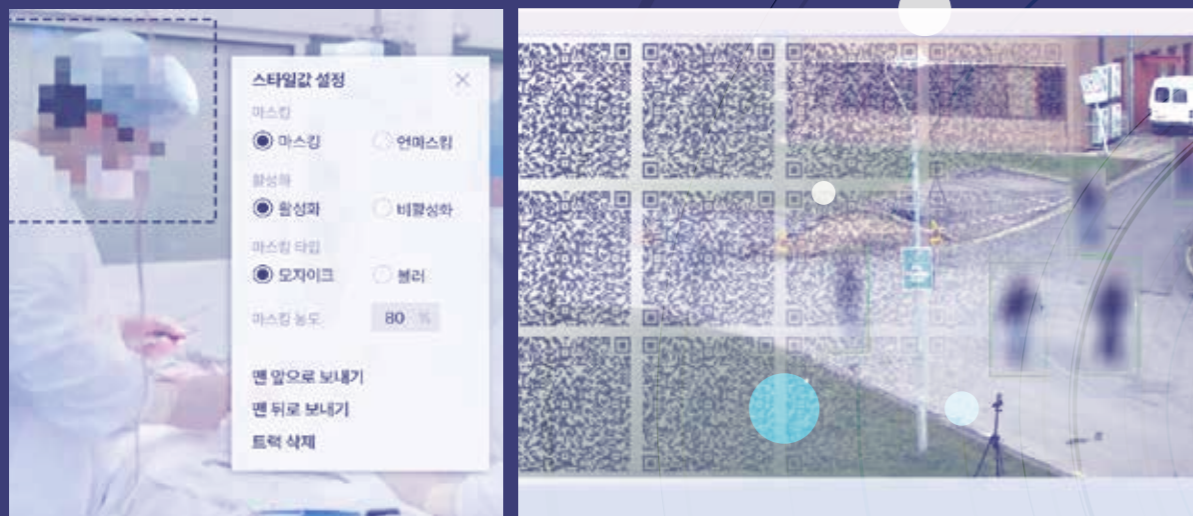 스타일값 설정
마스킹
마스킹 언마스킹
활성화
활성화 비활성화
마스킹 타입
모자이크 블러
마스킹 농도 80 %
맨 앞으로 보내기
맨 뒤로 보내기
트랙 삭제